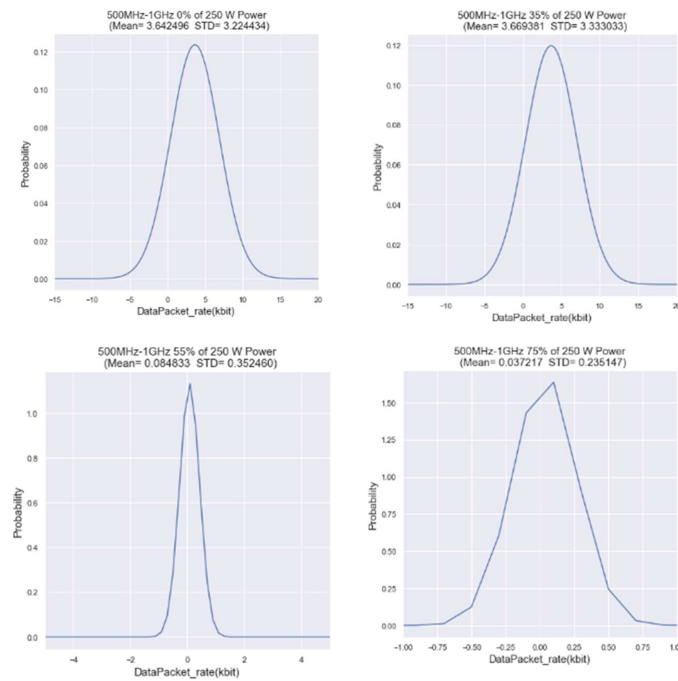 500MHz-1GHz 0% of 250 W Power
(Mean= 3.642496 STD= 3.224434)
0.12
0.10
0.08
0.06
0.04
0.02
0.00
Probability
−15 −10 −5 0 5 10 15 20
DataPacket_rate(kbit)
500MHz-1GHz 35% of 250 W Power
(Mean= 3.669381 STD= 3.333033)
0.12
0.10
0.08
0.06
0.04
0.02
0.00
Probability
−15 −10 −5 0 5 10 15 20
DataPacket_rate(kbit)
500MHz-1GHz 55% of 250 W Power
(Mean= 0.084833 STD= 0.352460)
1.0
0.8
0.6
0.4
0.2
0.0
Probability
−4 −2 0 2 4
DataPacket_rate(kbit)
500MHz-1GHz 75% of 250 W Power
(Mean= 0.037217 STD= 0.235147)
1.50
1.25
1.00
0.75
0.50
0.25
0.00
Probability
−1.00 −0.75 −0.50 −0.25 0.00 0.25 0.50 0.75 1.00
DataPacket_rate(kbit)